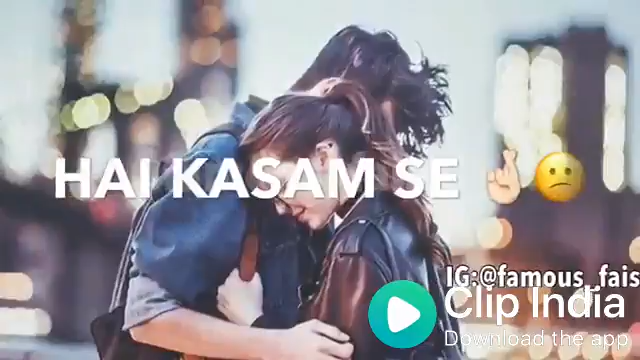 HAI KASAM SE 🤞😕
IG:@famous_fais
Clip India
Download the app